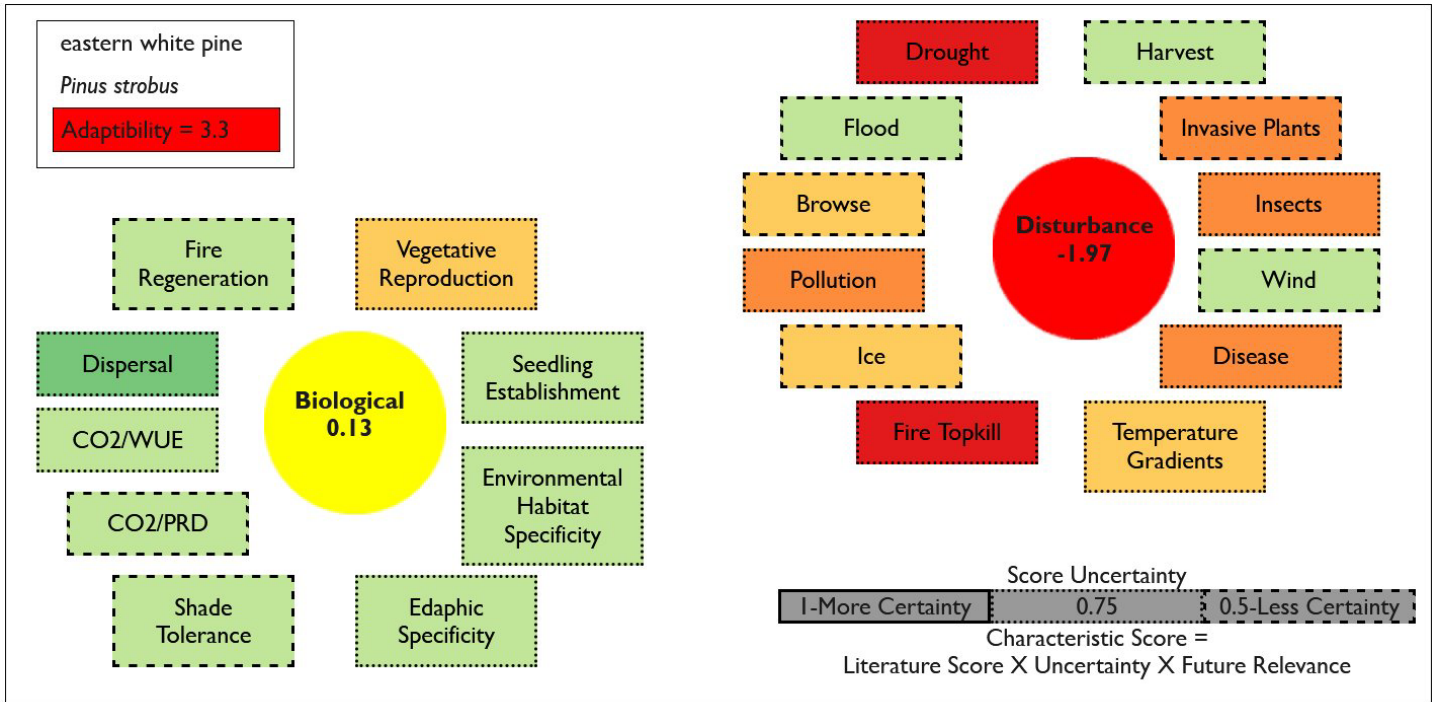 eastern white pine
Pinus strobus
Adaptibility = 3.3
Fire
Regeneration
Vegetative
Reproduction
Dispersal
Seedling
Establishment
Biological
0.13
CO2/WUE
Environmental
Habitat
Specificity
CO2/PRD
Shade
Tolerance
Edaphic
Specificity
Drought
Harvest
Flood
Invasive Plants
Browse
Insects
Disturbance
-1.97
Pollution
Wind
Ice
Disease
Fire Topkill
Temperature
Gradients
Score Uncertainty
1-More Certainty
0.75
0.5-Less Certainty
Characteristic Score =
Literature Score X Uncertainty X Future Relevance